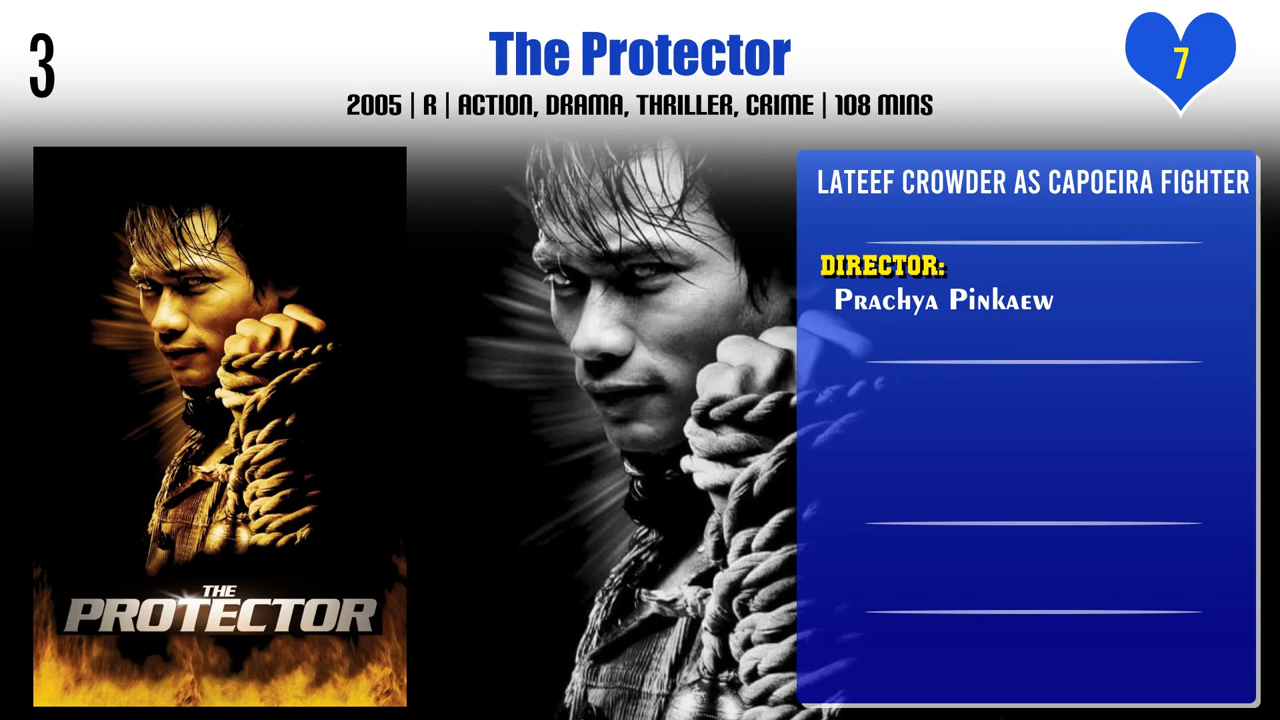 3
The Protector
7
2005 | R | ACTION, DRAMA, THRILLER, CRIME | 108 MINS
LATEEF CROWDER AS CAPOEIRA FIGHTER
DIRECTOR:
Prachya Pinkaew
THE
PROTECTOR